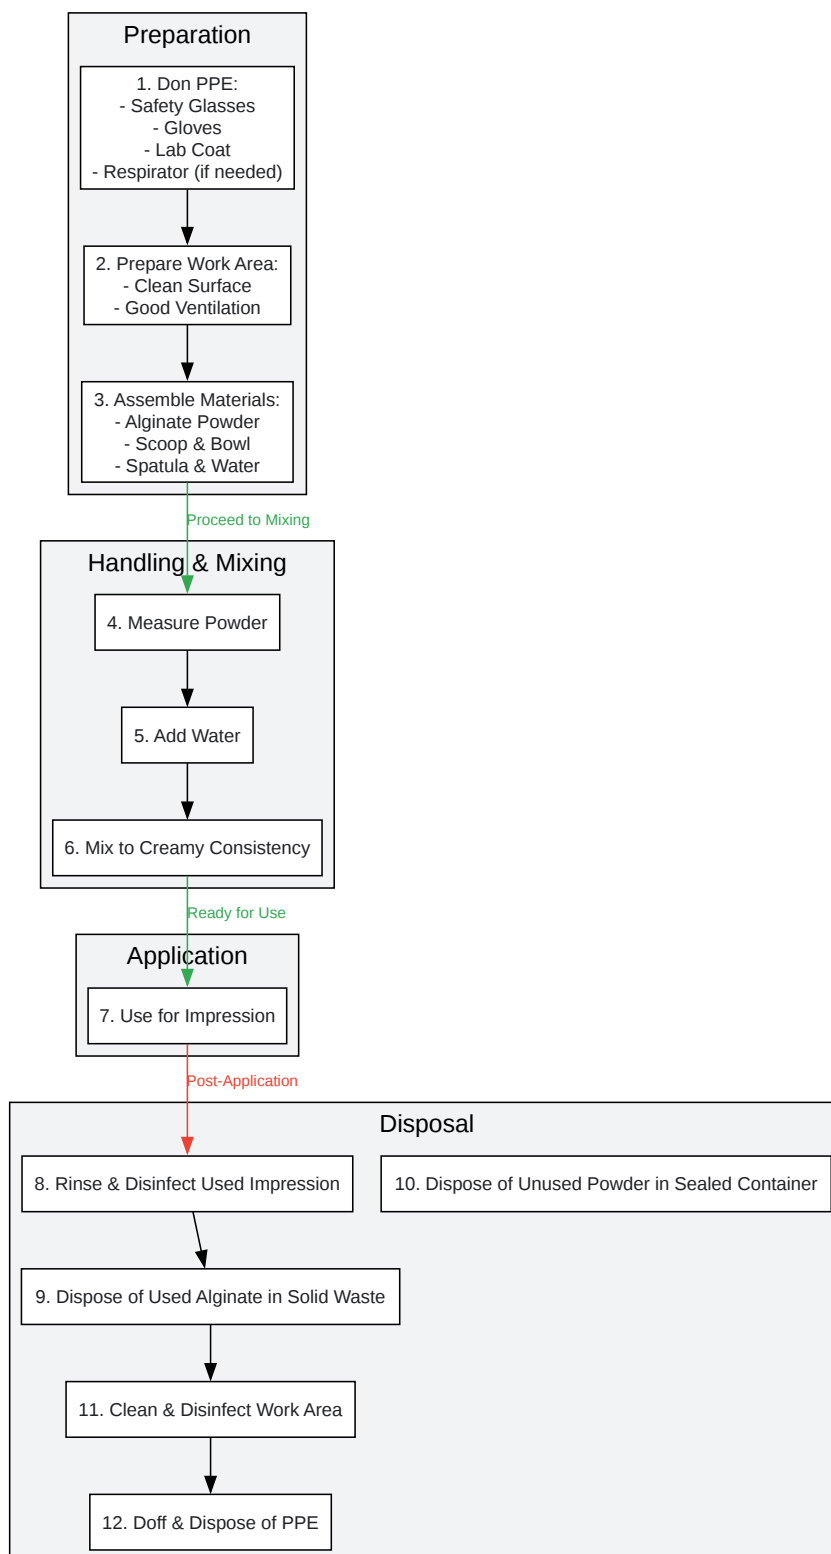 Preparation
1. Don PPE:
- Safety Glasses
- Gloves
- Lab Coat
- Respirator (if needed)
2. Prepare Work Area:
- Clean Surface
- Good Ventilation
3. Assemble Materials:
- Alginate Powder
- Scoop & Bowl
- Spatula & Water
Proceed to Mixing
Handling & Mixing
4. Measure Powder
5. Add Water
6. Mix to Creamy Consistency
Ready for Use
Application
7. Use for Impression
Post-Application
Disposal
8. Rinse & Disinfect Used Impression
10. Dispose of Unused Powder in Sealed Container
9. Dispose of Used Alginate in Solid Waste
11. Clean & Disinfect Work Area
12. Doff & Dispose of PPE